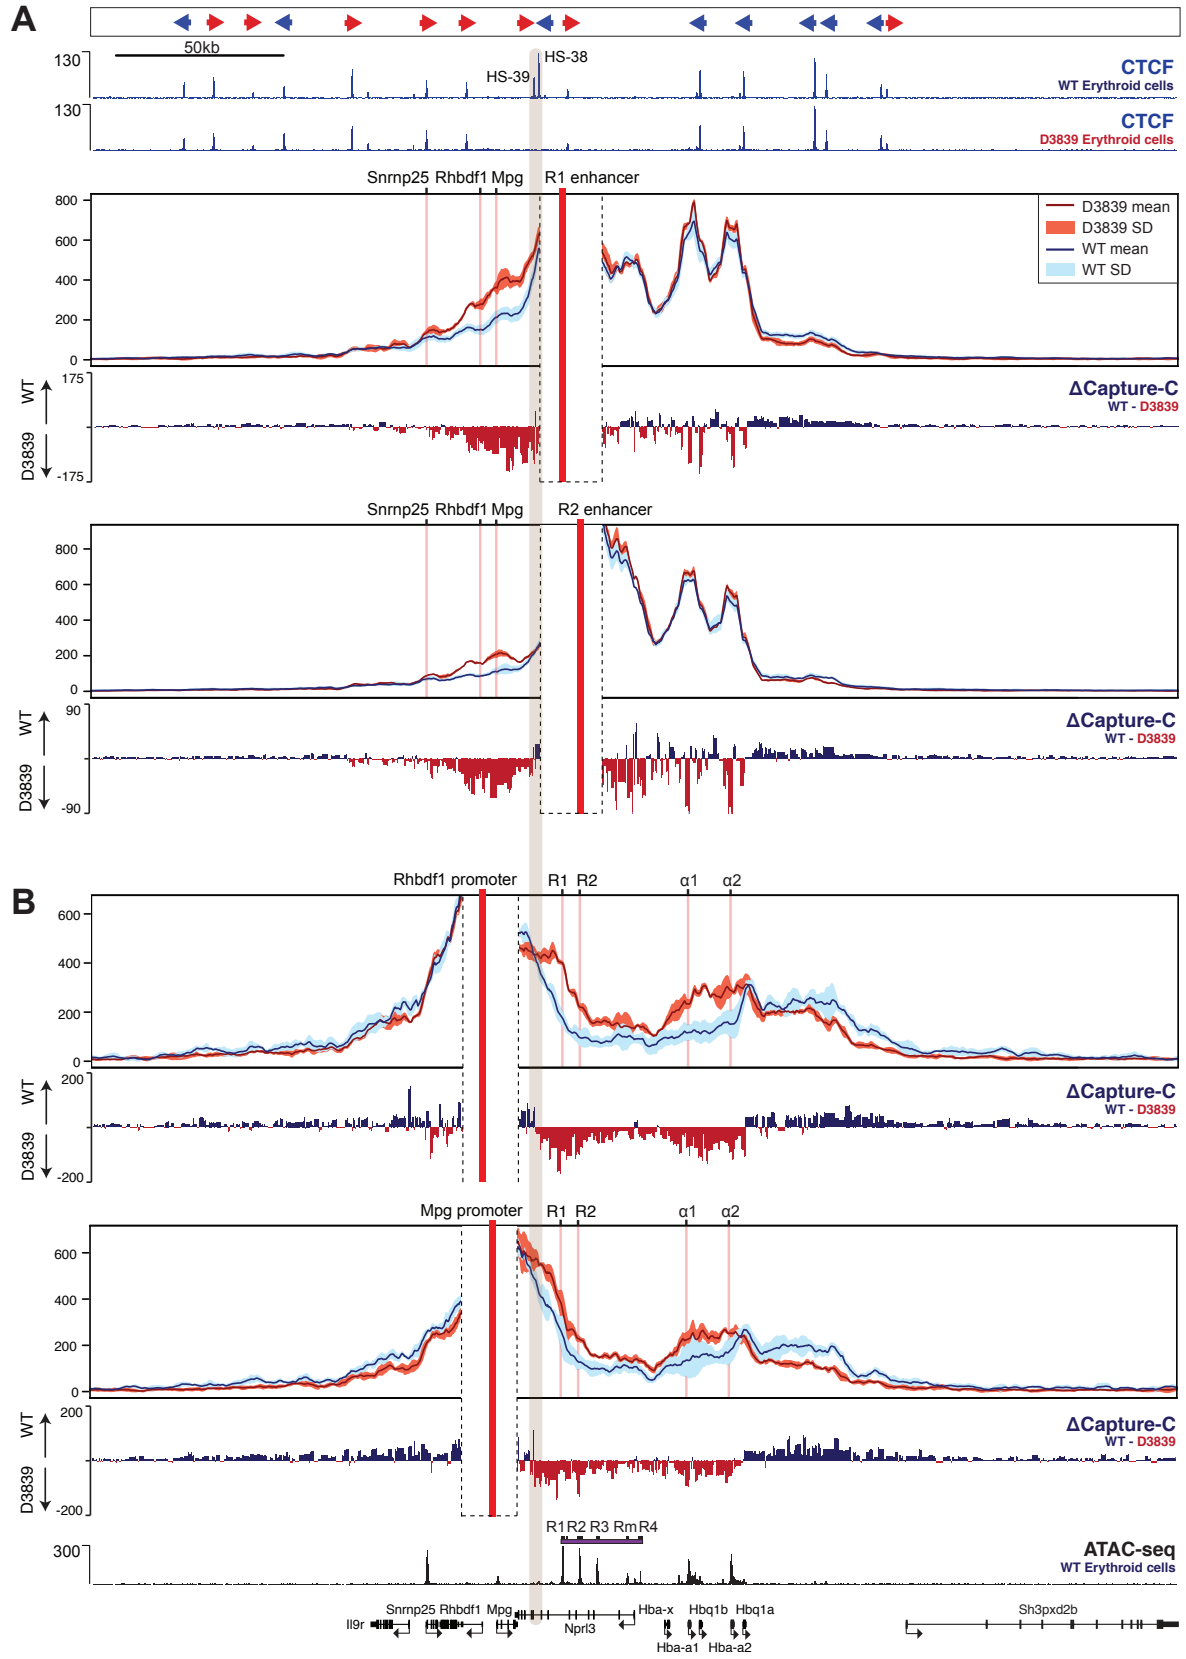 A
50kb
130
HS-38
HS-39
CTCF
WT Erythroid cells
130
CTCF
D3839 Erythroid cells
Snrnp25 Rhbdf1 Mpg R1 enhancer
800
600
400
200
0
D3839 mean
D3839 SD
WT mean
WT SD
175
-175
WT
D3839
ΔCapture-C
WT - D3839
Snrnp25 Rhbdf1 Mpg R2 enhancer
800
600
400
200
0
90
-90
WT
D3839
ΔCapture-C
WT - D3839
B
Rhbdf1 promoter R1 R2 α1 α2
600
400
200
0
200
-200
WT
D3839
ΔCapture-C
WT - D3839
Mpg promoter R1 R2 α1 α2
600
400
200
0
200
-200
WT
D3839
ΔCapture-C
WT - D3839
R1 R2 R3 Rm R4
300
ATAC-seq
WT Erythroid cells
Il9r Snrnp25 Rhbdf1 Mpg Nprl3 Hba-x Hbq1b Hbq1a Sh3pxd2b
Hba-a1 Hba-a2